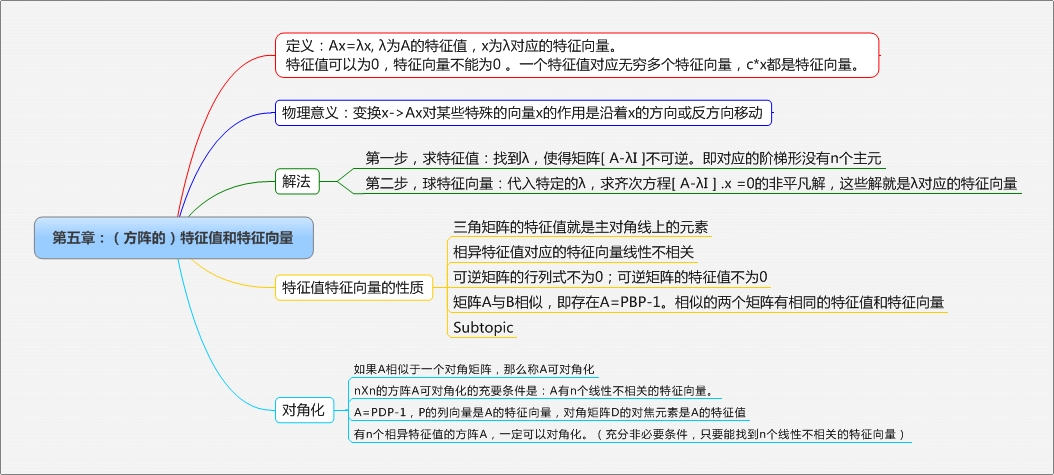 定义：Ax=λx, λ为A的特征值，x为λ对应的特征向量。
特征值可以为0，特征向量不能为0 。一个特征值对应无穷多个特征向量，c*x都是特征向量。
物理意义：变换x->Ax对某些特殊的向量x的作用是沿着x的方向或反方向移动
解法
第一步，求特征值：找到λ，使得矩阵[ A-λI ]不可逆。即对应的阶梯形没有n个主元
第二步，球特征向量：代入特定的λ，求齐次方程[ A-λI ] .x =0的非平凡解，这些解就是λ对应的特征向量
第五章：（方阵的）特征值和特征向量
特征值特征向量的性质
三角矩阵的特征值就是主对角线上的元素
相异特征值对应的特征向量线性不相关
可逆矩阵的行列式不为0；可逆矩阵的特征值不为0
矩阵A与B相似，即存在A=PBP-1。相似的两个矩阵有相同的特征值和特征向量
Subtopic
对角化
如果A相似于一个对角矩阵，那么称A可对角化
nXn的方阵A可对角化的充要条件是：A有n个线性不相关的特征向量。
A=PDP-1，P的列向量是A的特征向量，对角矩阵D的对焦元素是A的特征值
有n个相异特征值的方阵A，一定可以对角化。（充分非必要条件，只要能找到n个线性不相关的特征向量）